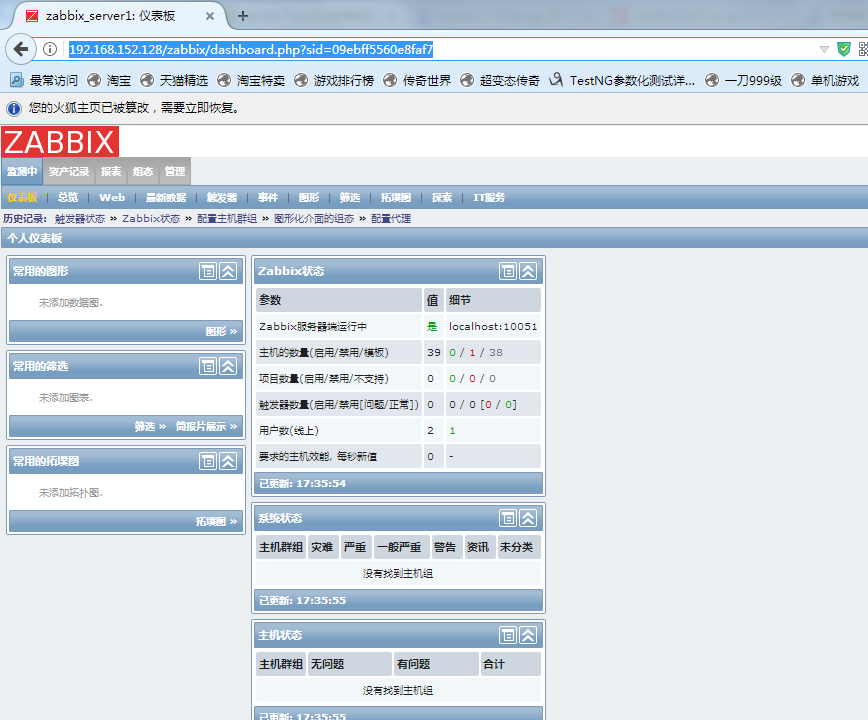 zabbix_server1: 仪表板
192.168.152.128/zabbix/dashboard.php?sid=09ebff5560e8faf7
最常访问 淘宝 天猫精选 淘宝特卖 游戏排行榜 传奇世界 超变态传奇 TestNG参数化测试详... 一刀999级 单机游戏
您的火狐主页已被篡改，需要立即恢复。
ZABBIX
监测中 资产记录 报表 组态 管理
仪表板 | 总览 | Web | 最新数据 | 触发器 | 事件 | 图形 | 筛选 | 拓墣图 | 探索 | IT服务
历史记录: 触发器状态 » Zabbix状态 » 配置主机群组 » 图形化介面的组态 » 配置代理
个人仪表板
常用的图形
未添加数据图.
图形 »
常用的筛选
未添加图表.
筛选 » 简报片展示 »
常用的拓墣图
未添加拓扑图.
拓墣图 »
Zabbix状态
参数 值 细节
Zabbix服务器端运行中 是 localhost:10051
主机的数量(启用/禁用/模板) 39 0 / 1 / 38
项目数量(启用/禁用/不支持) 0 0 / 0 / 0
触发器数量(启用/禁用[问题/正常]) 0 0 / 0 [0 / 0]
用户数(线上) 2 1
要求的主机效能, 每秒新值 0 -
已更新: 17:35:54
系统状态
主机群组 灾难 严重 一般严重 警告 资讯 未分类
没有找到主机组
已更新: 17:35:55
主机状态
主机群组 无问题 有问题 合计
没有找到主机组
已更新: 17:35:55